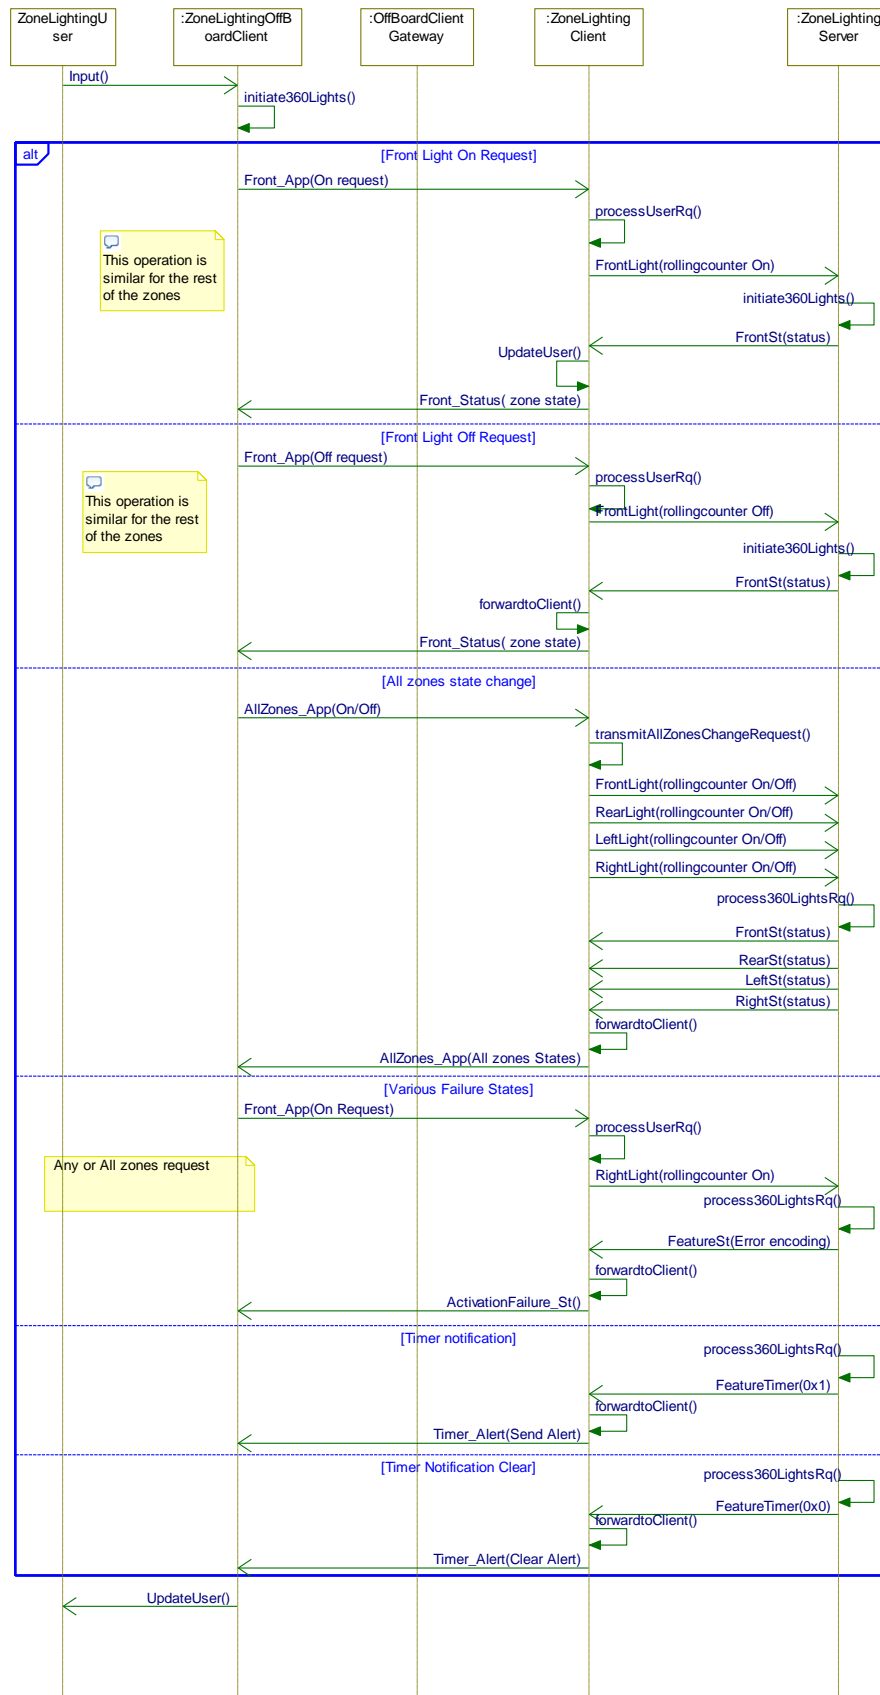 ZoneLightingU
ser
:ZoneLightingOffB
oardClient
:OffBoardClient
Gateway
:ZoneLighting
Client
:ZoneLighting
Server
Input()
initiate360Lights()
alt
[Front Light On Request]
Front_App(On request)
processUserRq()
This operation is
similar for the rest
of the zones
FrontLight(rollingcounter On)
initiate360Lights()
FrontSt(status)
UpdateUser()
Front_Status( zone state)
[Front Light Off Request]
Front_App(Off request)
processUserRq()
This operation is
similar for the rest
of the zones
FrontLight(rollingcounter Off)
initiate360Lights()
FrontSt(status)
forwardtoClient()
Front_Status( zone state)
[All zones state change]
AllZones_App(On/Off)
transmitAllZonesChangeRequest()
FrontLight(rollingcounter On/Off)
RearLight(rollingcounter On/Off)
LeftLight(rollingcounter On/Off)
RightLight(rollingcounter On/Off)
process360LightsRq()
FrontSt(status)
RearSt(status)
LeftSt(status)
RightSt(status)
forwardtoClient()
AllZones_App(All zones States)
[Various Failure States]
Front_App(On Request)
processUserRq()
Any or All zones request
RightLight(rollingcounter On)
process360LightsRq()
FeatureSt(Error encoding)
forwardtoClient()
ActivationFailure_St()
[Timer notification]
process360LightsRq()
FeatureTimer(0x1)
forwardtoClient()
Timer_Alert(Send Alert)
[Timer Notification Clear]
process360LightsRq()
FeatureTimer(0x0)
forwardtoClient()
Timer_Alert(Clear Alert)
UpdateUser()